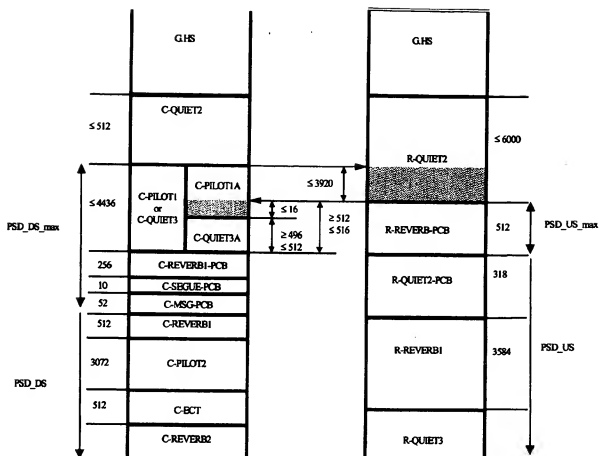 G.HS
G.HS
C-QUIET2
≤ 512
≤ 6000
R-QUIET2
≤ 3920
C-PILOT1
or
C-QUIET3
C-PILOT1A
≤4436
≤ 16
≥ 512
≤ 516
PSD_DS_max
C-QUIET3A
≥ 496
≤ 512
R-REVERB-PCB
512
PSD_US_max
256
C-REVERB1-PCB
10
C-SEGUE-PCB
52
C-MSG-PCB
R-QUIET2-PCB
318
512
C-REVERB1
3072
C-PILOT2
R-REVERB1
3584
PSD_US
PSD_DS
512
C-ECT
C-REVERB2
R-QUIET3